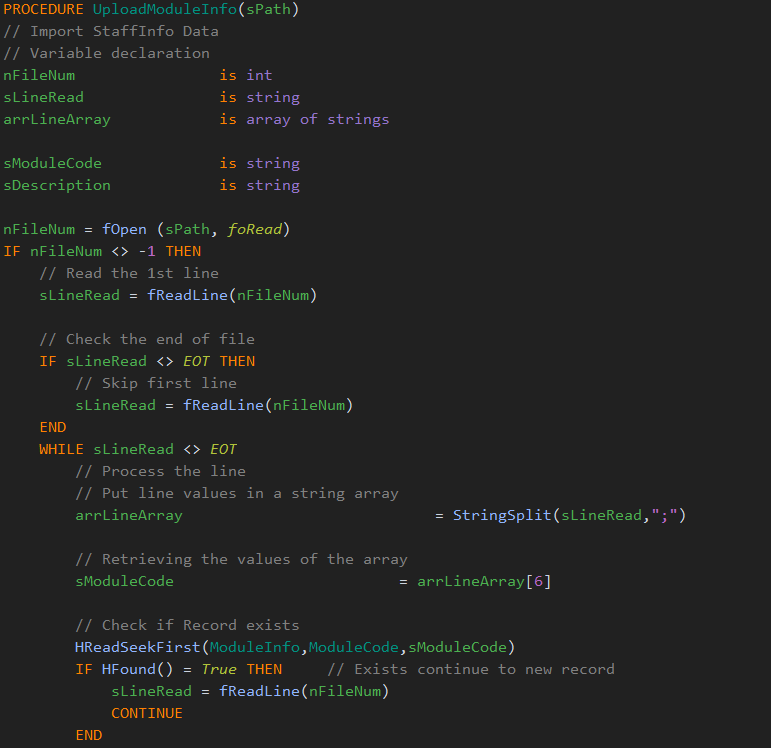 PROCEDURE UploadModuleInfo(sPath)
// Import StaffInfo Data
// Variable declaration
nFileNum is int
sLineRead is string
arrLineArray is array of strings
sModuleCode is string
sDescription is string
nFileNum = fOpen (sPath, foRead)
IF nFileNum <> -1 THEN
// Read the 1st line
sLineRead = fReadLine(nFileNum)
// Check the end of file
IF sLineRead <> EOT THEN
// Skip first line
sLineRead = fReadLine(nFileNum)
END
WHILE sLineRead <> EOT
// Process the line
// Put line values in a string array
arrLineArray = StringSplit(sLineRead,";")
// Retrieving the values of the array
sModuleCode = arrLineArray[6]
// Check if Record exists
HReadSeekFirst(ModuleInfo,ModuleCode,sModuleCode)
IF HFound() = True THEN // Exists continue to new record
sLineRead = fReadLine(nFileNum)
CONTINUE
END